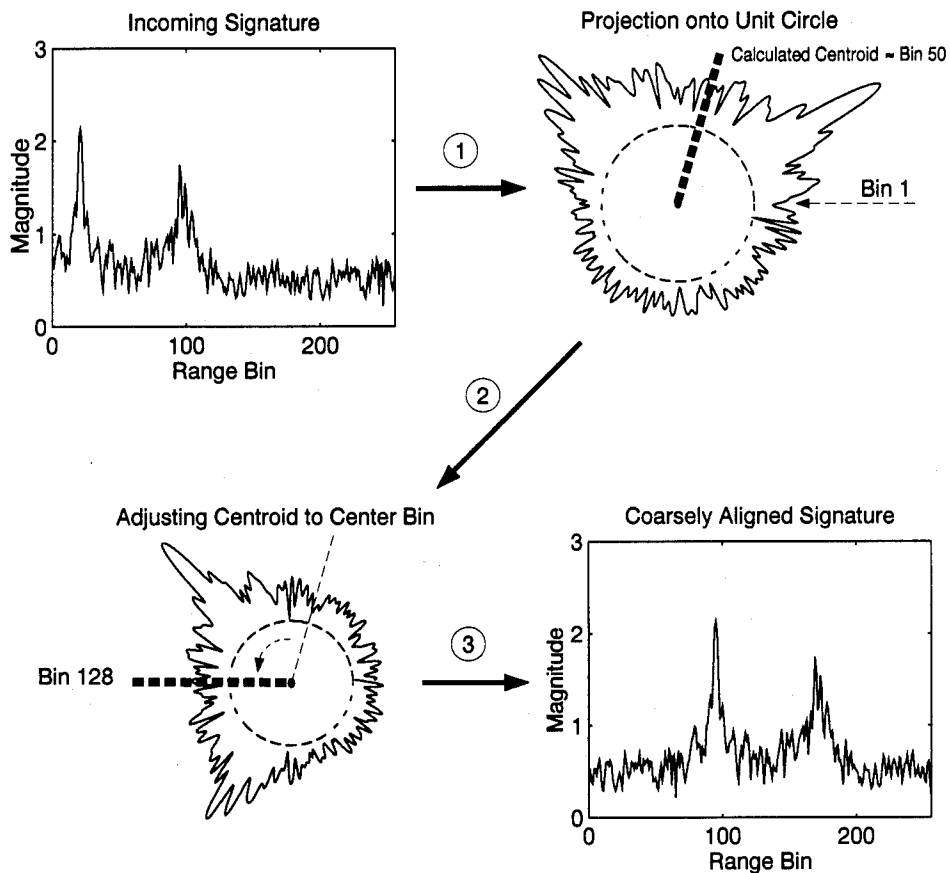 Incoming Signature
3
2
1
0
Magnitude
0 100 200
Range Bin
1
Projection onto Unit Circle
Calculated Centroid ~ Bin 50
Bin 1
2
Adjusting Centroid to Center Bin
Bin 128
3
Coarsely Aligned Signature
3
2
1
0
Magnitude
0 100 200
Range Bin